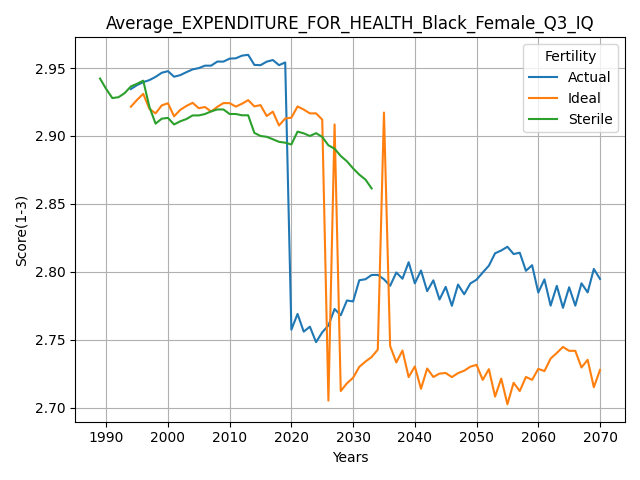 Average_EXPENDITURE_FOR_HEALTH_Black_Female_Q3_IQ
Fertility
Actual
Ideal
Sterile
Score(1-3)
2.95
2.90
2.85
2.80
2.75
2.70
1990 2000 2010 2020 2030 2040 2050 2060 2070
Years